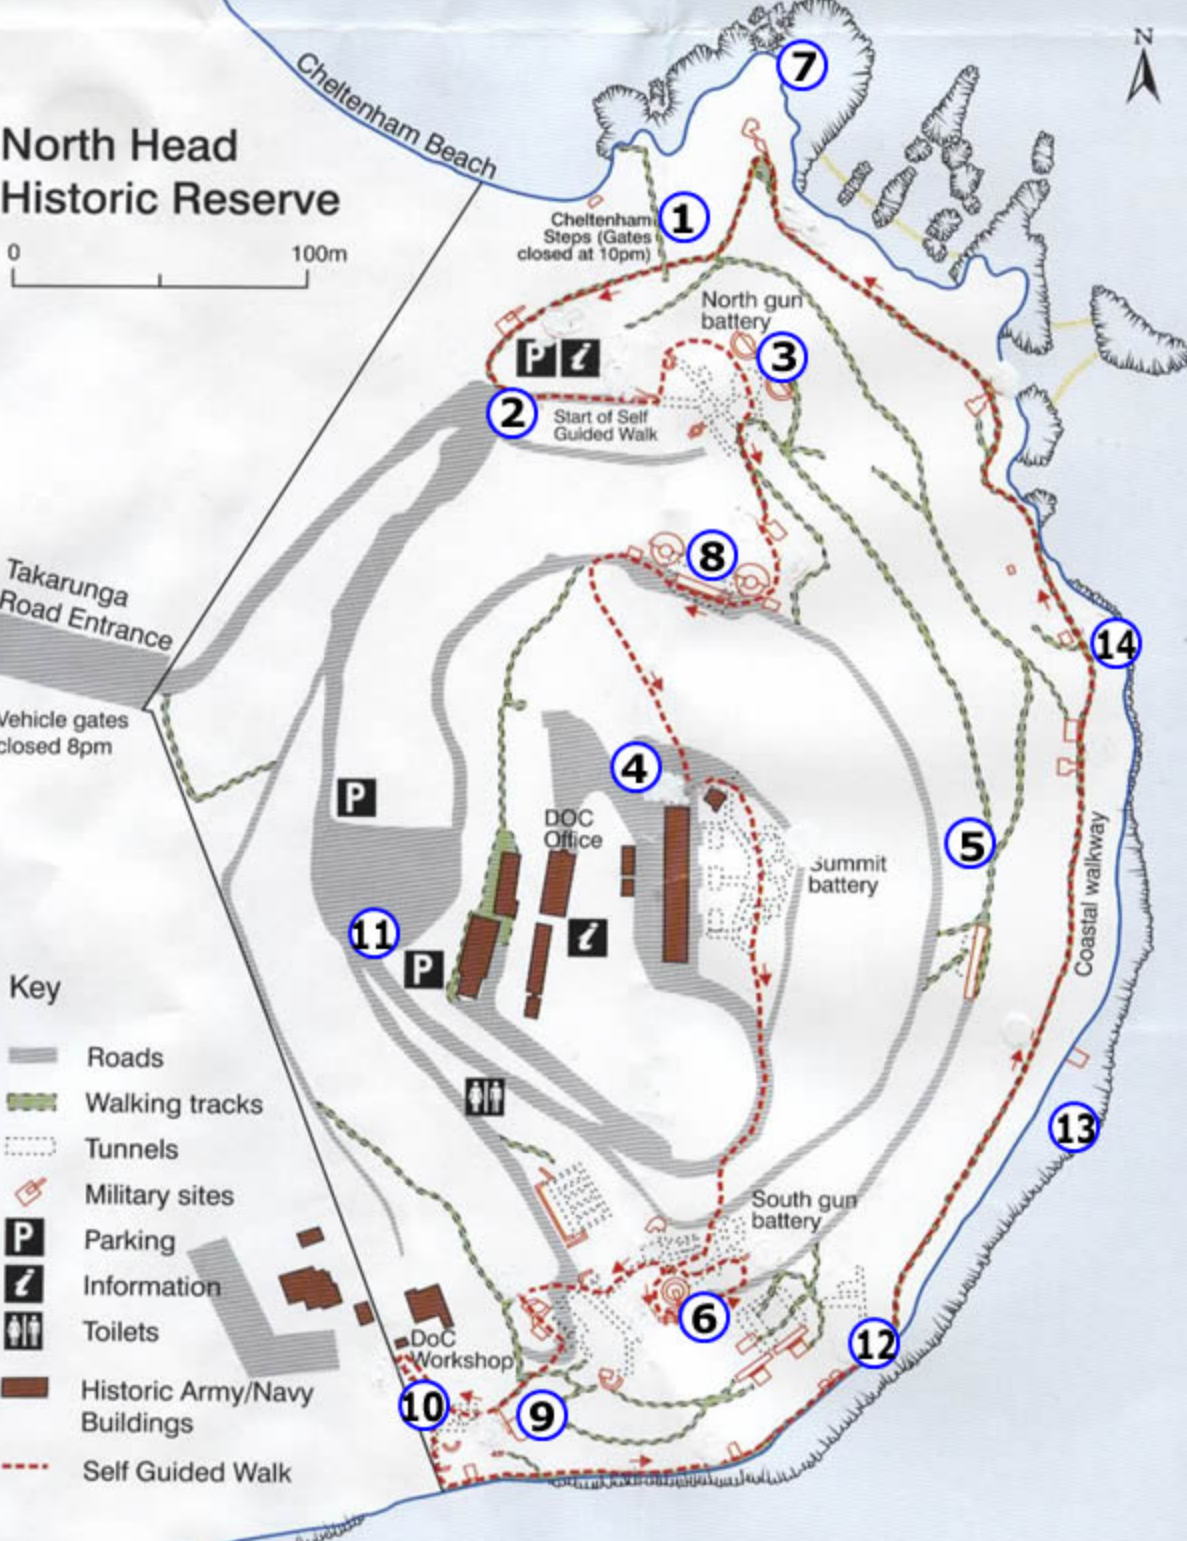 North Head
Historic Reserve
0 100m
Cheltenham Beach
N
7
1
Cheltenham
Steps (Gates
closed at 10pm)
North gun
battery
P i
3
2
Start of Self
Guided Walk
8
Takarunga
Road Entrance
Vehicle gates
closed 8pm
14
4
P
DOC
Office
5
Summit
battery
Coastal walkway
11
i
P
13
South gun
battery
6
12
DoC
Workshop
10
9
Key
Roads
Walking tracks
Tunnels
Military sites
P Parking
i Information
Toilets
Historic Army/Navy
Buildings
Self Guided Walk